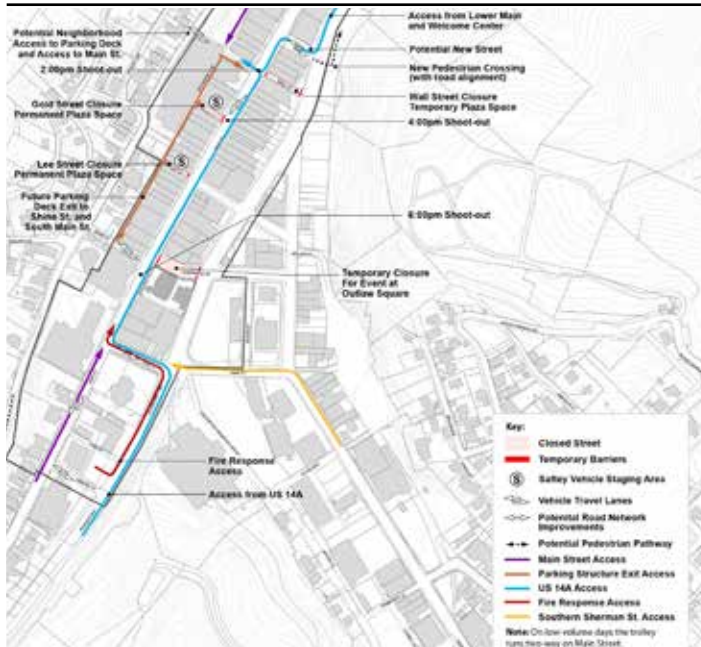 Potential Neighborhood
Access to Parking Deck
and Access to Main St.
2:00pm Shoot-out
Gold Street Closure
Permanent Plaza Space
Lee Street Closure
Permanent Plaza Space
Future Parking
Deck Exit to
Shine St. and
South Main St.
Access from Lower Main
and Welcome Center
Potential New Street
New Pedestrian Crossing
(with road alignment)
Wall Street Closure
Temporary Plaza Space
4:00pm Shoot-out
6:00pm Shoot-out
Temporary Closure
For Event at
Outlaw Square
Fire Response
Access
Access from US 14A
S
S
Key:
Closed Street
Temporary Barriers
S
Saftey Vehicle Staging Area
Vehicle Travel Lanes
Potenital Road Network
Improvements
Potential Pedestrian Pathway
Main Street Access
Parking Structure Exit Access
US 14A Access
Fire Response Access
Southern Sherman St. Access
Note: On low-volume days the trolley
runs two-way on Main Street.